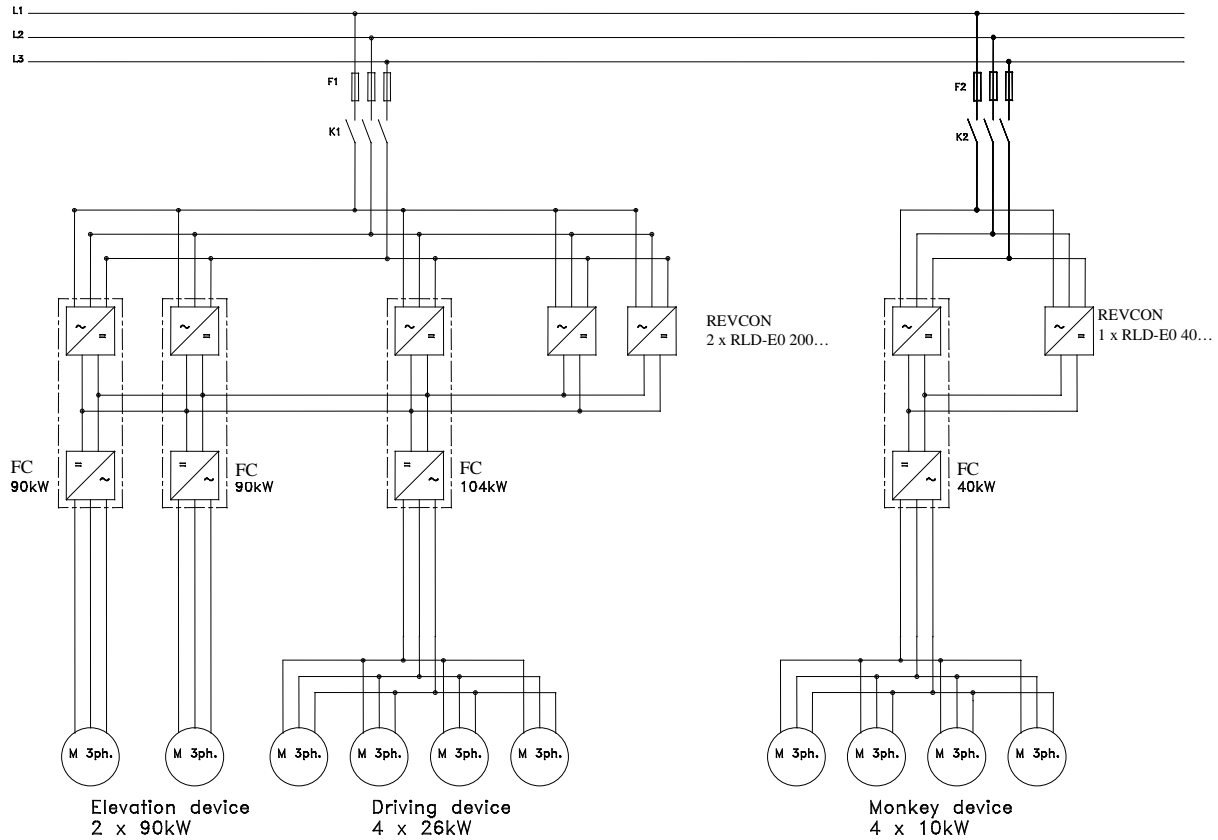 L1
L2
L3
F1
F2
K1
K2
~
=
~
=
~
=
~
=
~
=
~
=
~
=
REVCON
2 x RLD-E0 200...
REVCON
1 x RLD-E0 40...
=
~
=
~
=
~
=
~
FC
90kW
FC
90kW
FC
104kW
FC
40kW
M 3ph.
M 3ph.
M 3ph.
M 3ph.
M 3ph.
M 3ph.
M 3ph.
M 3ph.
M 3ph.
M 3ph.
Elevation device
2 x 90kW
Driving device
4 x 26kW
Monkey device
4 x 10kW